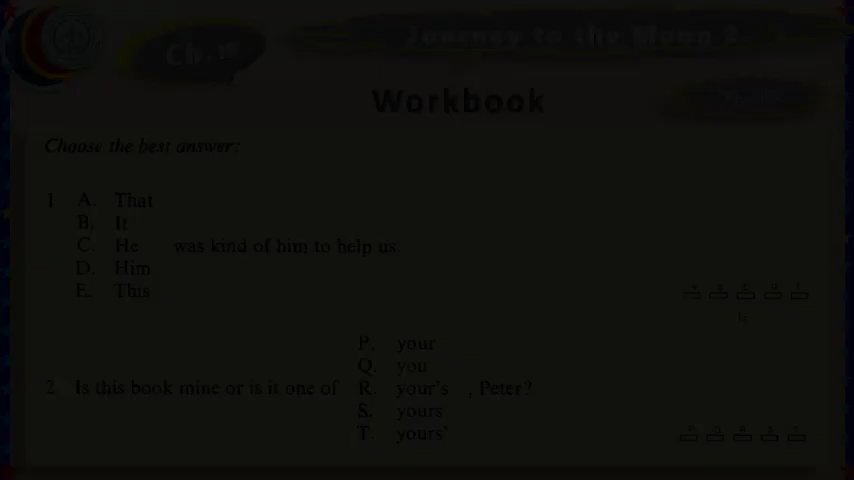 Ch.
Journey to the Moon 2.
Workbook
Choose the best answer:
1 A. That
B. It
C. He was kind of him to help us.
D. Him
E. This
P. your
Q. you
2. Is this book mine or is it one of R. your's , Peter?
S. yours
T. yours'